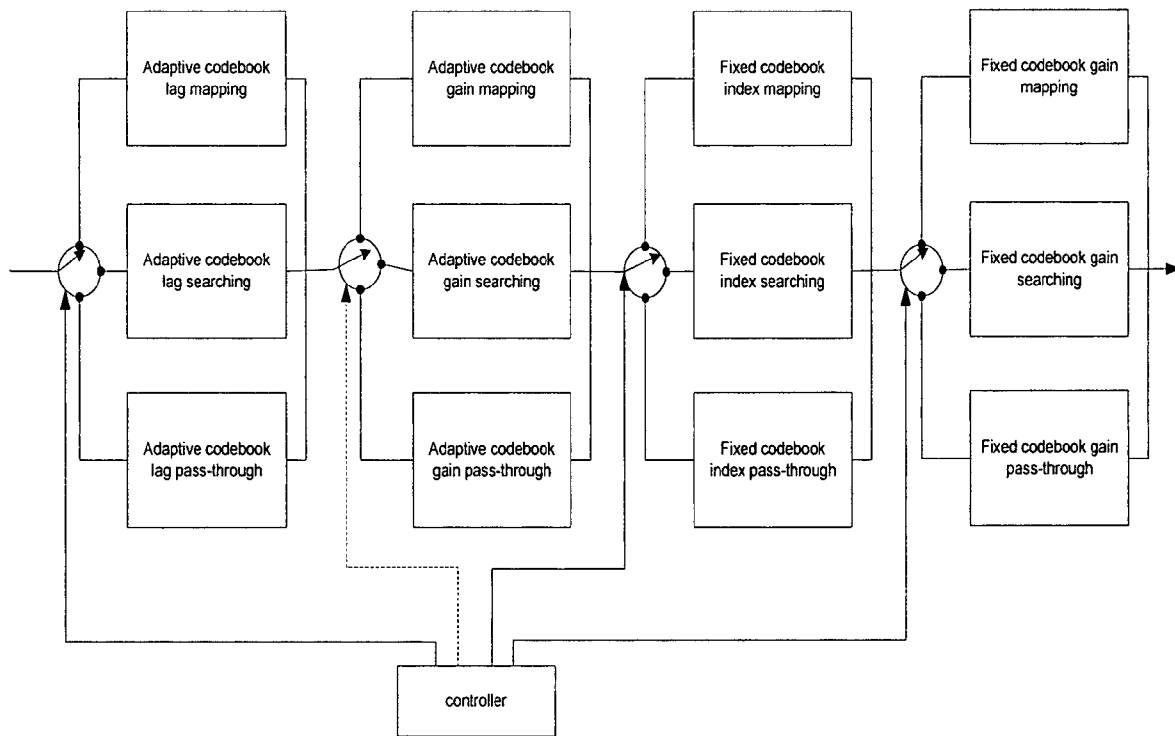 Adaptive codebook
lag mapping
Adaptive codebook
gain mapping
Fixed codebook
index mapping
Fixed codebook gain
mapping
Adaptive codebook
lag searching
Adaptive codebook
gain searching
Fixed codebook
index searching
Fixed codebook gain
searching
Adaptive codebook
lag pass-through
Adaptive codebook
gain pass-through
Fixed codebook
index pass-through
Fixed codebook gain
pass-through
controller